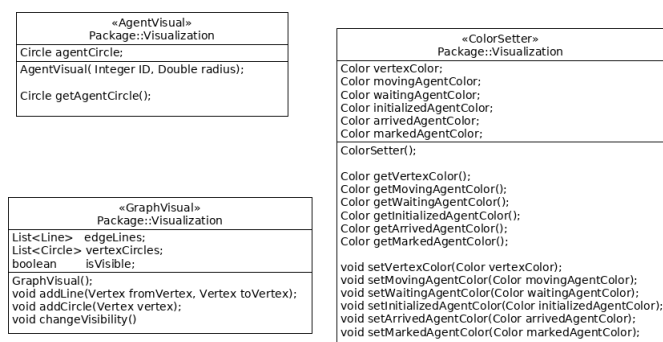 «AgentVisual»
Package::Visualization
Circle agentCircle;
AgentVisual( Integer ID, Double radius);
Circle getAgentCircle();
«GraphVisual»
Package::Visualization
List<Line> edgeLines;
List<Circle> vertexCircles;
boolean isVisible;
GraphVisual();
void addLine(Vertex fromVertex, Vertex toVertex);
void addCircle(Vertex vertex);
void changeVisibility()
«ColorSetter»
Package::Visualization
Color vertexColor;
Color movingAgentColor;
Color waitingAgentColor;
Color initializedAgentColor;
Color arrivedAgentColor;
Color markedAgentColor;
ColorSetter();
Color getVertexColor();
Color getMovingAgentColor();
Color getWaitingAgentColor();
Color getInitializedAgentColor();
Color getArrivedAgentColor();
Color getMarkedAgentColor();
void setVertexColor(Color vertexColor);
void setMovingAgentColor(Color movingAgentColor);
void setWaitingAgentColor(Color waitingAgentColor);
void setInitializedAgentColor(Color initializedAgentColor);
void setArrivedAgentColor(Color arrivedAgentColor);
void setMarkedAgentColor(Color markedAgentColor);